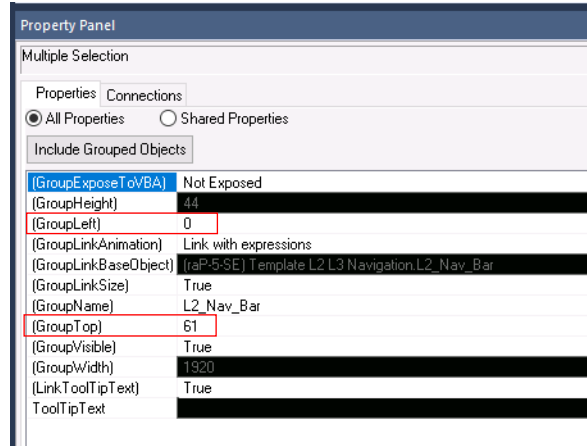 Property Panel
Multiple Selection
Properties Connections
All Properties Shared Properties
Include Grouped Objects
(GroupExposeToVBA) Not Exposed
(GroupHeight) 44
(GroupLeft) 0
(GroupLinkAnimation) Link with expressions
(GroupLinkBaseObject) (raP-5-SE) Template L2 L3 Navigation.L2_Nav_Bar
(GroupLinkSize) True
(GroupName) L2_Nav_Bar
(GroupTop) 61
(GroupVisible) True
(GroupWidth) 1920
(LinkToolTipText) True
ToolTipText